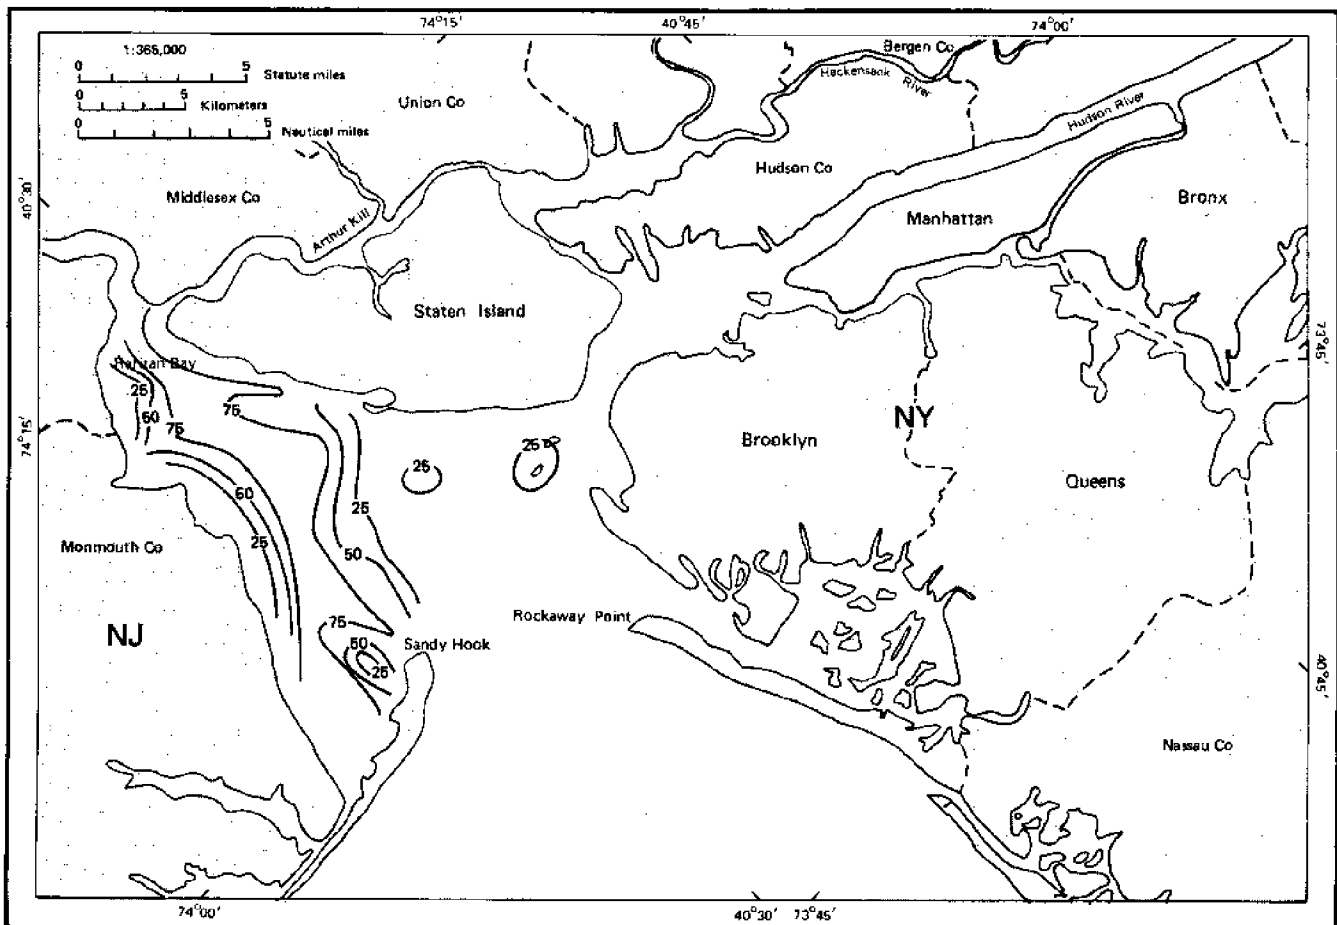 74°15'
40°45'
74°00'
1:365,000
0 5
Statute miles
0 5
Kilometers
0 5
Nautical miles
Union Co
Bergen Co
Hackensack
River
Hudson River
Hudson Co
Middlesex Co
40°30'
Arthur Kill
Manhattan
Bronx
Staten Island
73°45'
Raritan Bay
25
50
75
75
74°15'
25
25
Brooklyn
NY
Queens
50
25
25
Monmouth Co
50
NJ
75
50
25
Sandy Hook
Rockaway Point
40°45'
Nassau Co
74°00'
40°30'
73°45'